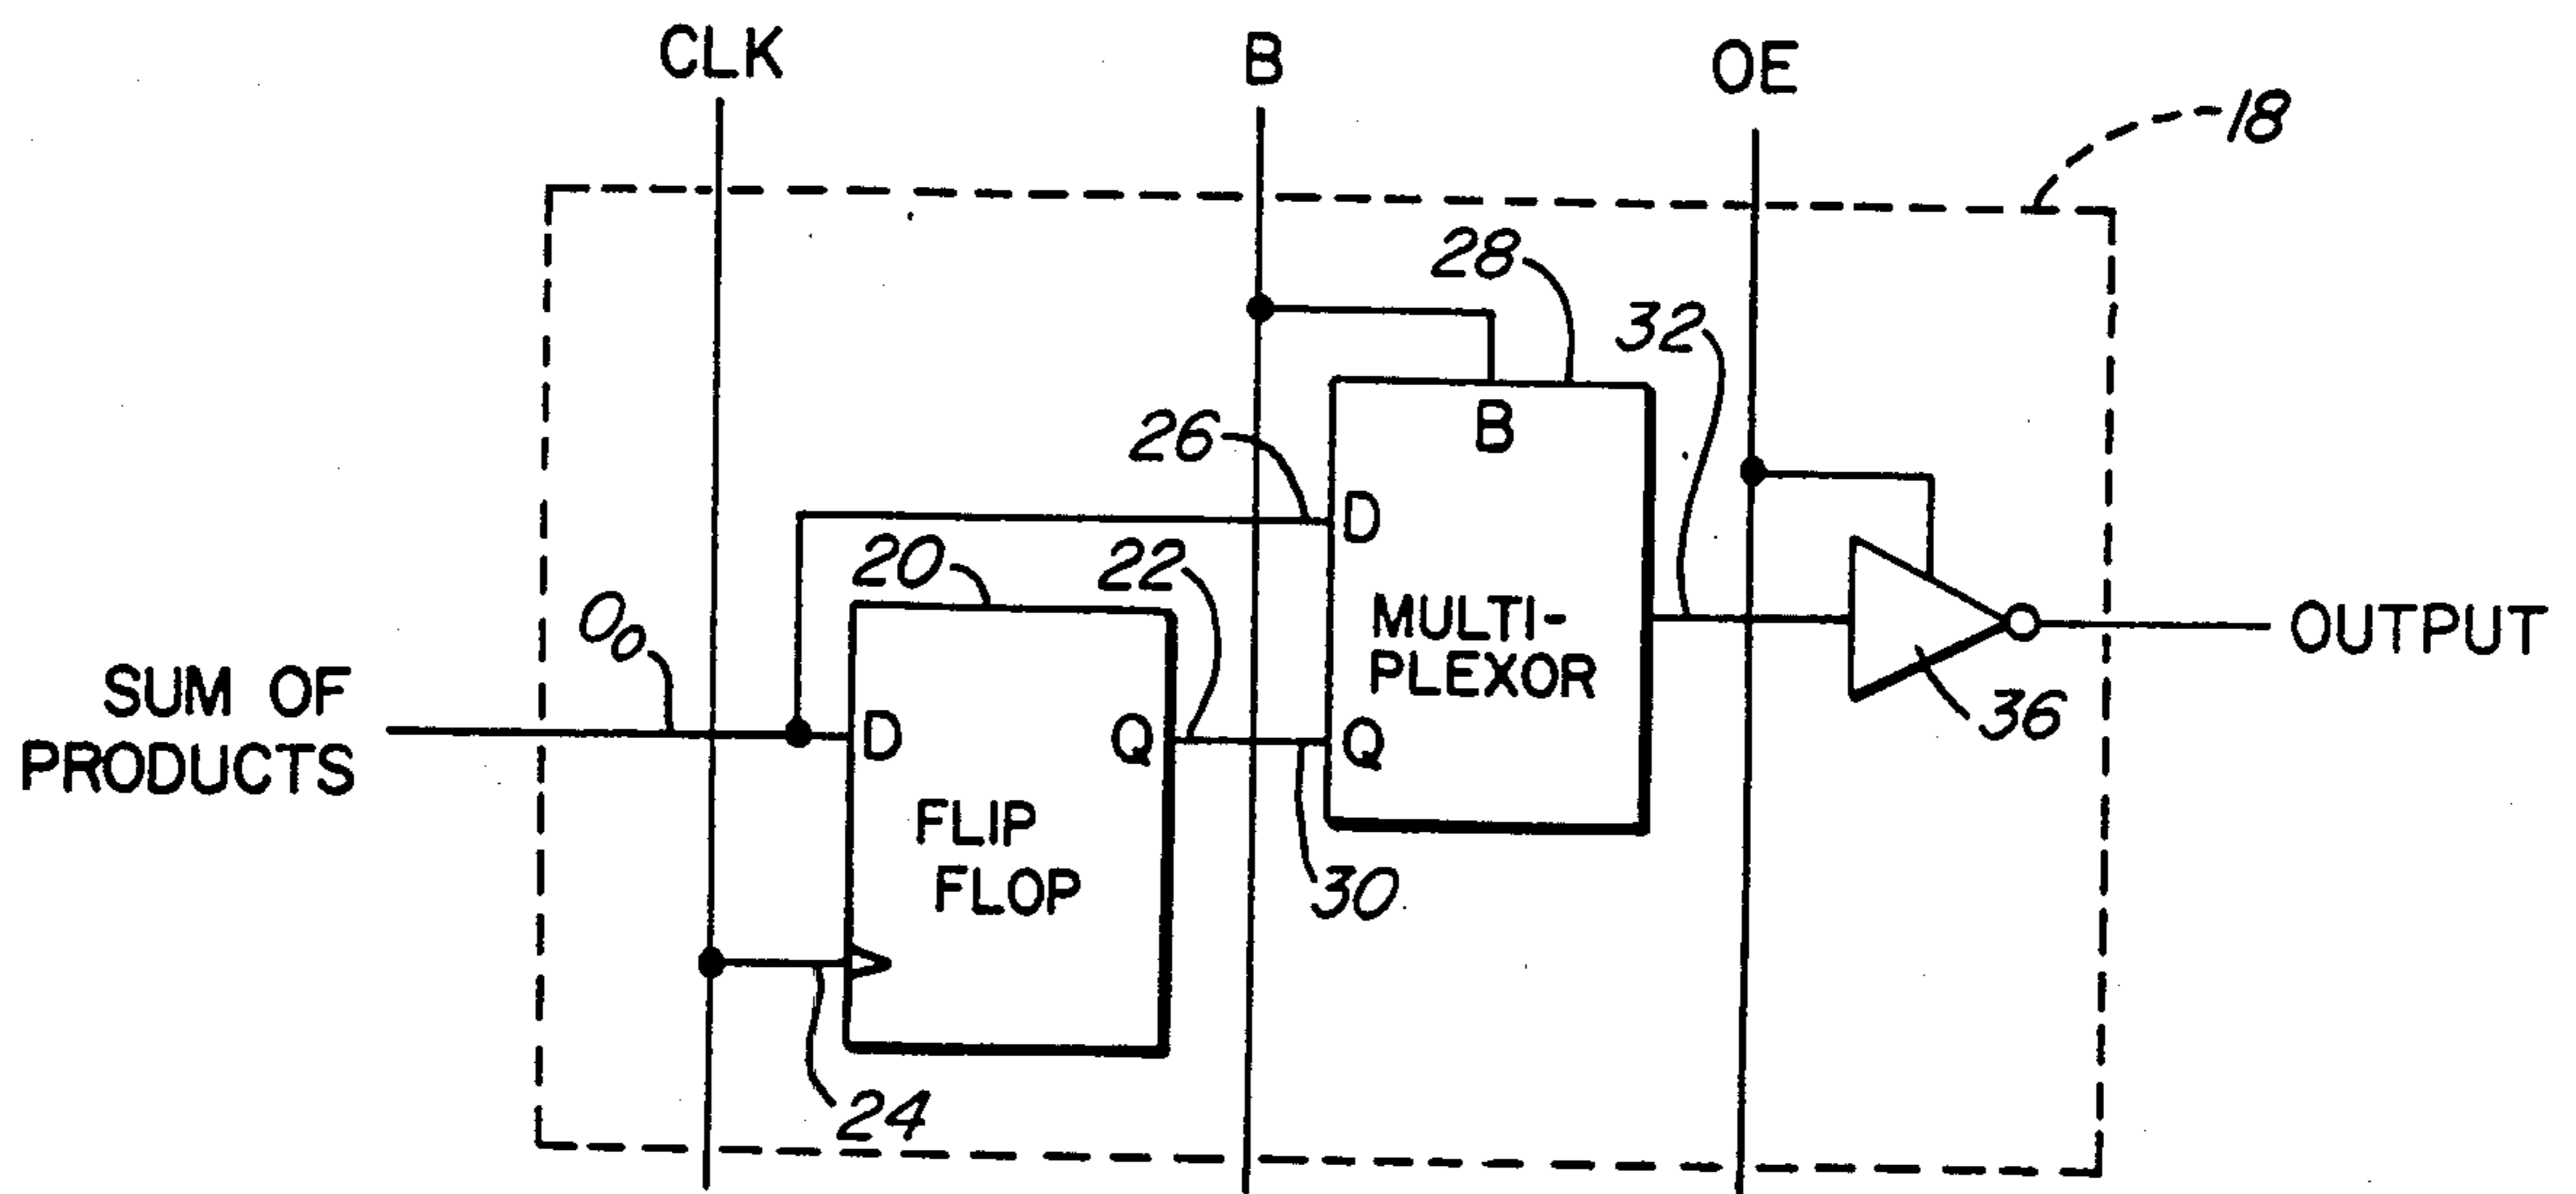 CLK
B
OE
18
28
32
B
26
D
20
22
MULTI-
PLEXOR
OUTPUT
O0
SUM OF
PRODUCTS
D
Q
Q
36
FLIP
FLOP
30
24